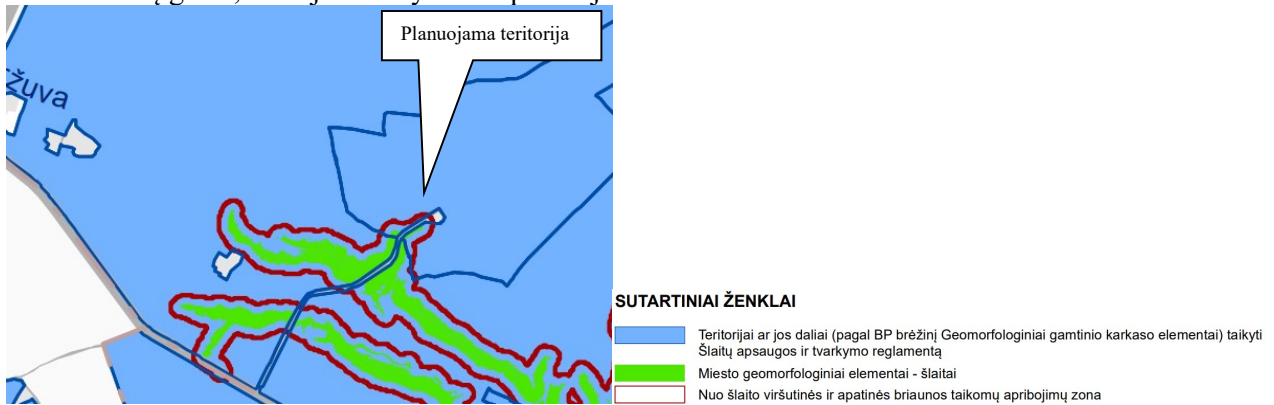 Planuojama teritorija
žuva
SUTARTINIAI ŽENKLAI
Teritorijai ar jos daliai (pagal BP brėžinį Geomorfologiniai gamtinio karkaso elementai) taikyti
Šlaitų apsaugos ir tvarkymo reglamentą
Miesto geomorfologiniai elementai - šlaitai
Nuo šlaito viršutinės ir apatinės briaunos taikomų apribojimų zona